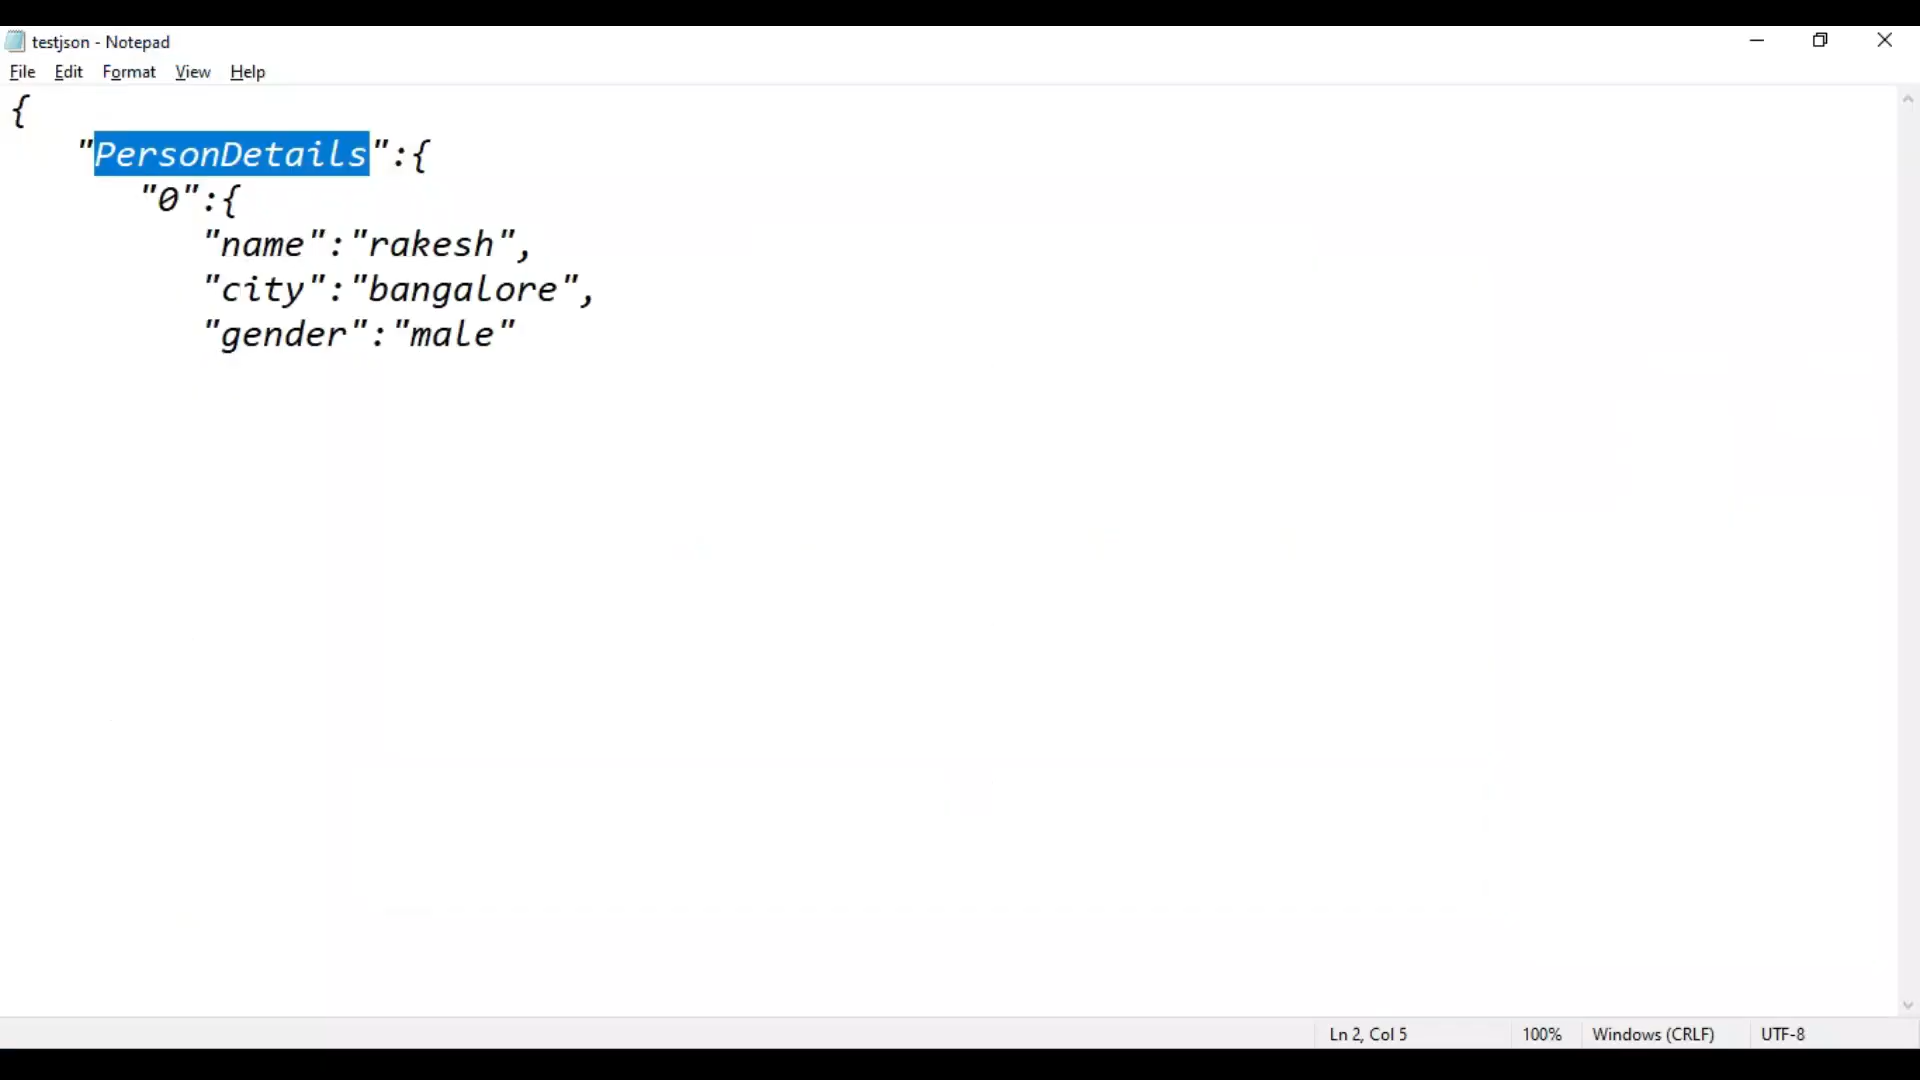 testjson - Notepad
File Edit Format View Help
{
"PersonDetails":{
"0":{
"name":"rakesh",
"city":"bangalore",
"gender":"male"
Ln 2, Col 5 100% Windows (CRLF) UTF-8